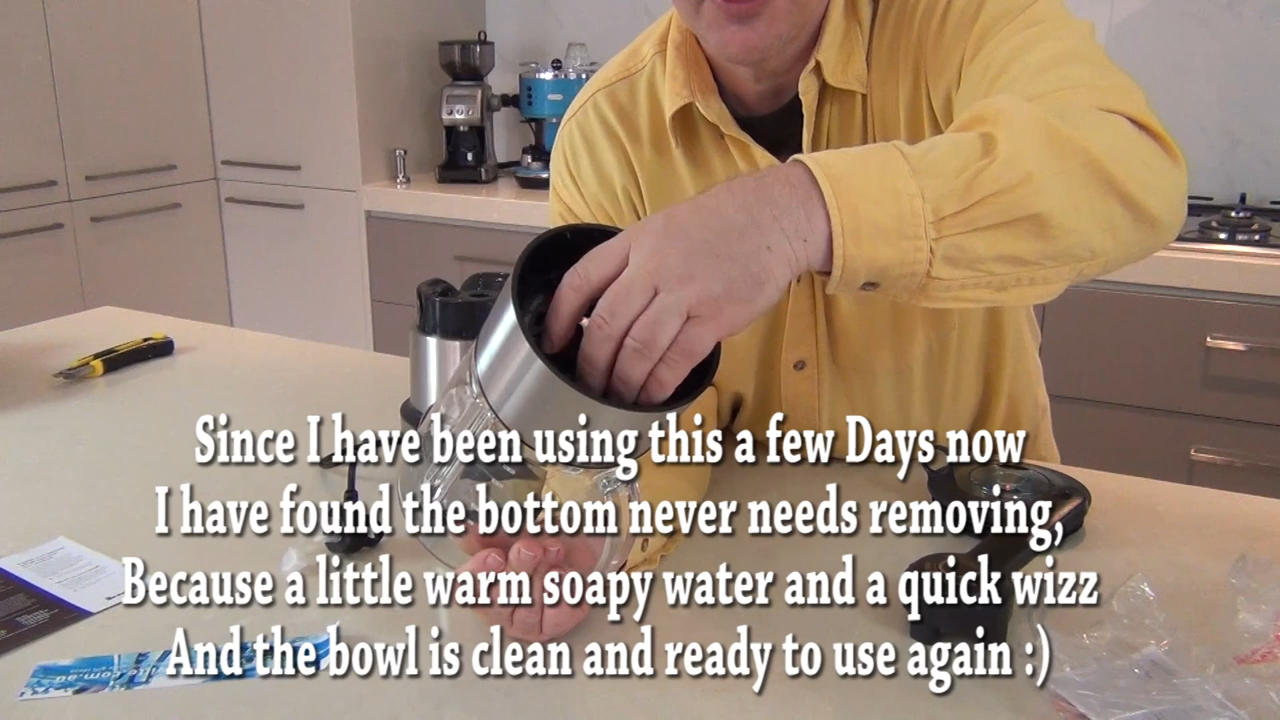 Since I have been using this a few Days now
I have found the bottom never needs removing,
Because a little warm soapy water and a quick wizz
And the bowl is clean and ready to use again :)